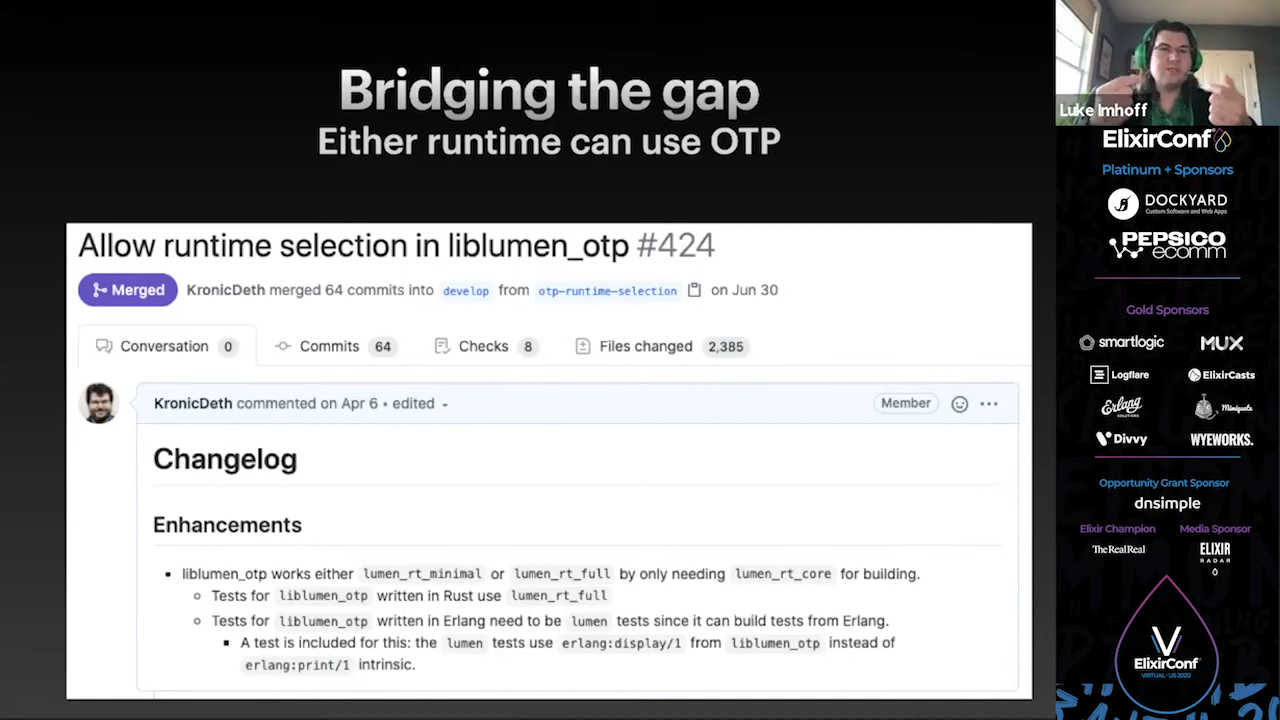 Bridging the gap
Either runtime can use OTP
Allow runtime selection in liblumen_otp #424
Merged KronicDeth merged 64 commits into develop from otp-runtime-selection on Jun 30
Conversation 0 Commits 64 Checks 8 Files changed 2,385
KronicDeth commented on Apr 6 • edited Member
Changelog
Enhancements
• liblumen_otp works either lumen_rt_minimal or lumen_rt_full by only needing lumen_rt_core for building.
Tests for liblumen_otp written in Rust use lumen_rt_full
Tests for liblumen_otp written in Erlang need to be lumen tests since it can build tests from Erlang.
A test is included for this: the lumen tests use erlang:display/1 from liblumen_otp instead of
erlang:print/1 intrinsic.
Luke Imhoff
ElixirConf
Platinum + Sponsors
DOCKYARD
Custom Software and Web Apps
PEPSICO
ecomm
Gold Sponsors
smartlogic MUX
Logflare ElixirCasts
Erlang
SOLUTIONS
Divvy WYEWORKS.
Opportunity Grant Sponsor
dnsimple
Elixir Champion Media Sponsor
TheRealReal ELIXIR
RADAR
ElixirConf
VIRTUAL · US 2020